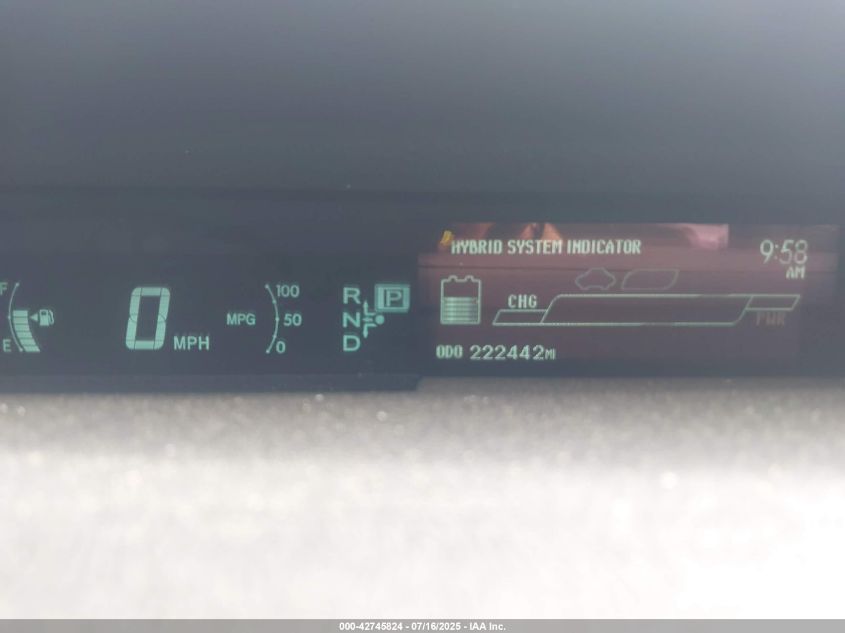 HYBRID SYSTEM INDICATOR
9:58
AM
F
E
0 MPH
MPG
100
50
0
R
N
D
P
CHG
PWR
ODO 222442MI
000-42745824 - 07/16/2025 - IAA Inc.